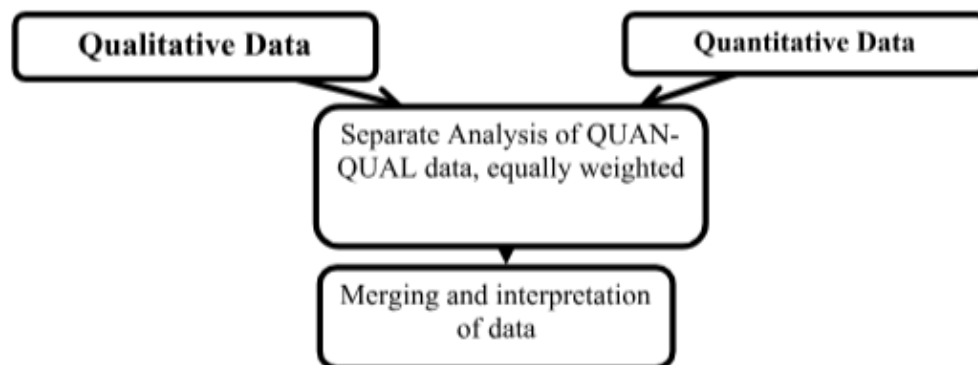 Qualitative Data
Quantitative Data
Separate Analysis of QUAN-
QUAL data, equally weighted
Merging and interpretation
of data